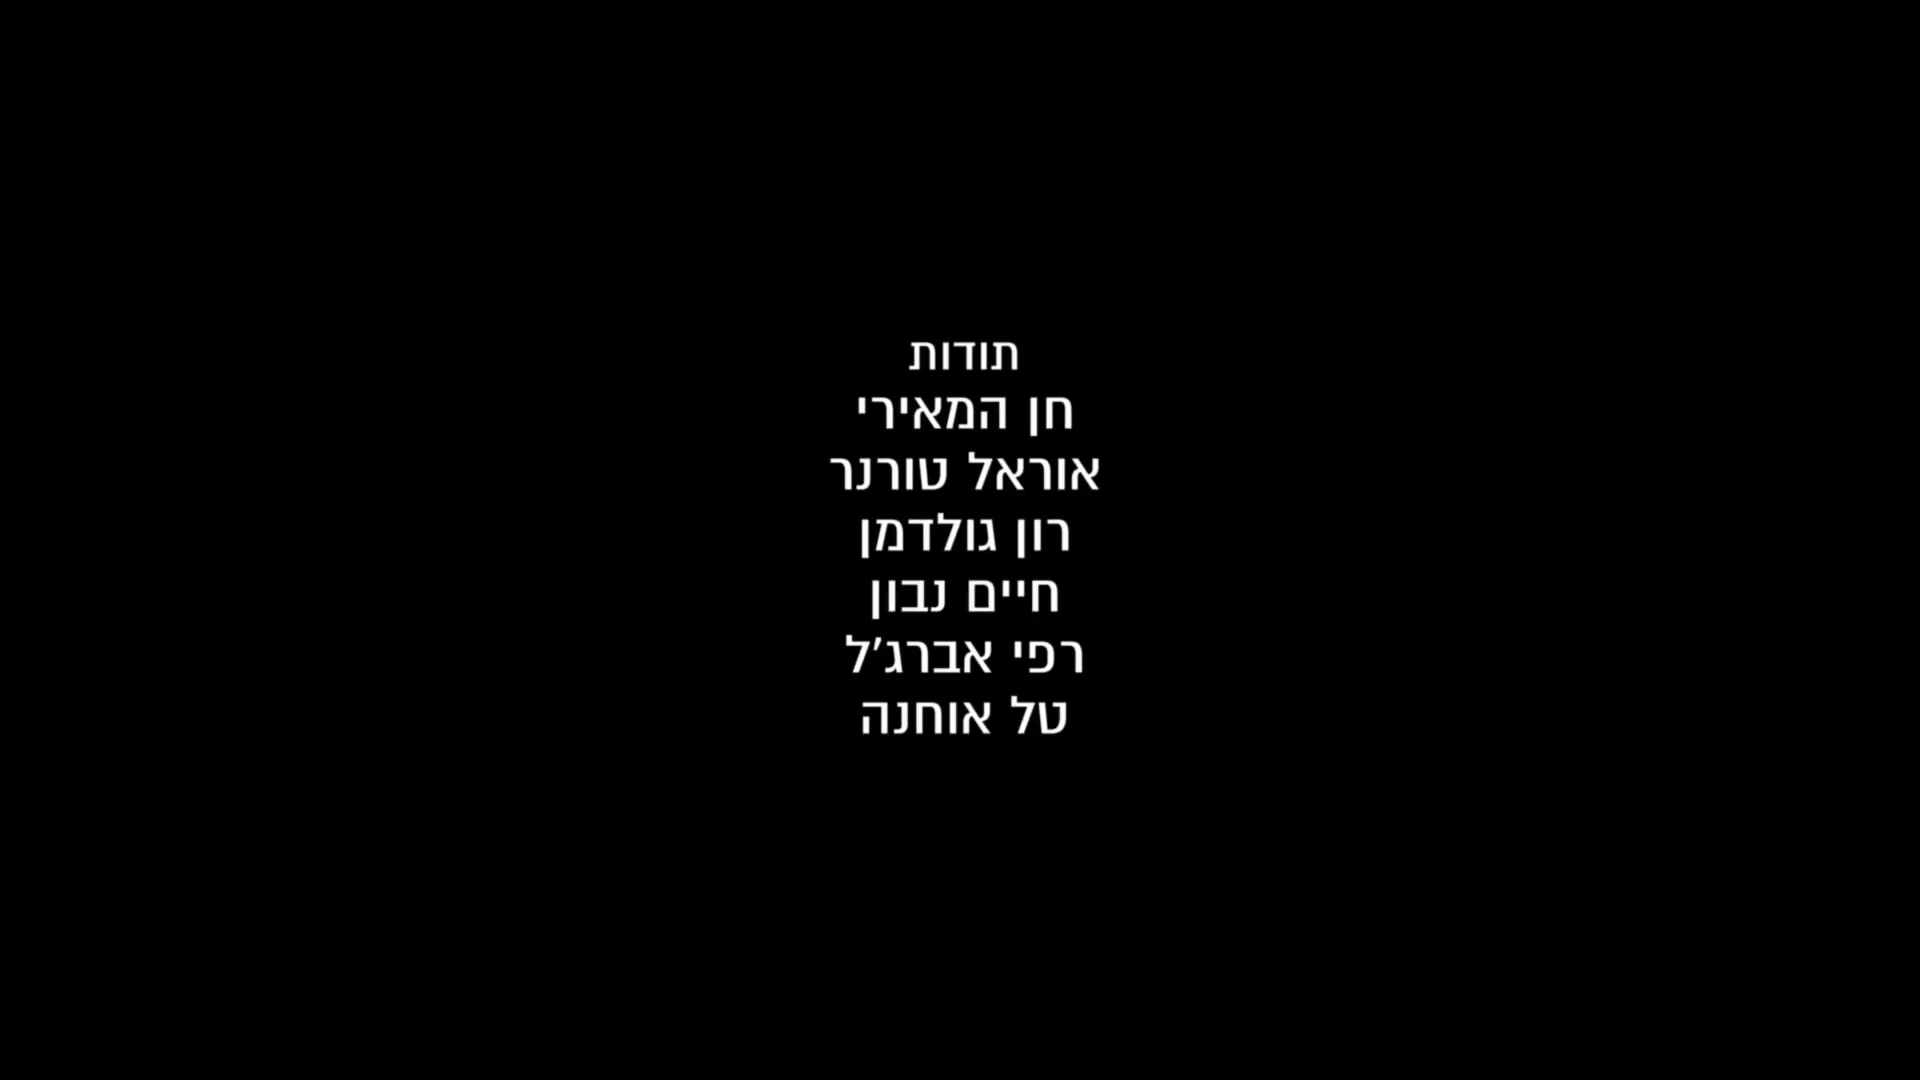 תודות
חן המאירי
אוראל טורנר
רון גולדמן
חיים נבון
רפי אברג'ל
טל אוחנה